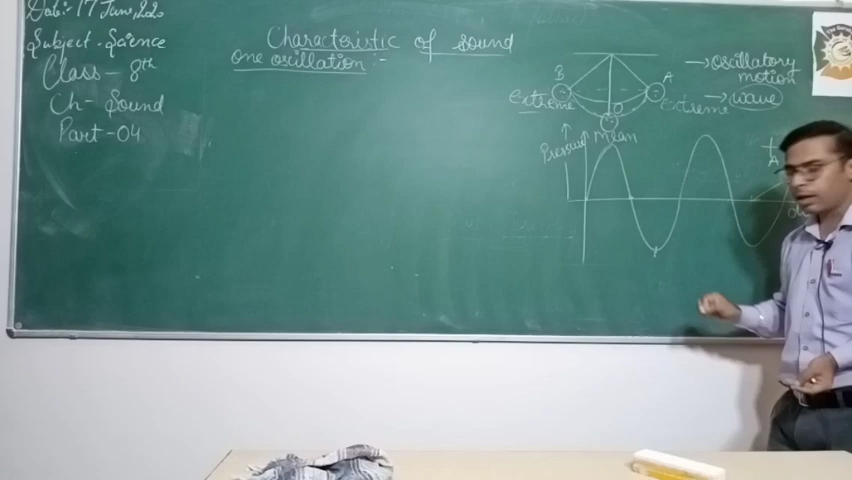 Date:- 17 June, 2020
Subject - Science
Class - 8th
Ch - Sound
Part - 04
Characteristic of sound
one oscillation :-
B
A
O
Extreme
Extreme
Mean
→ Oscillatory motion
→ wave
Pressure
A